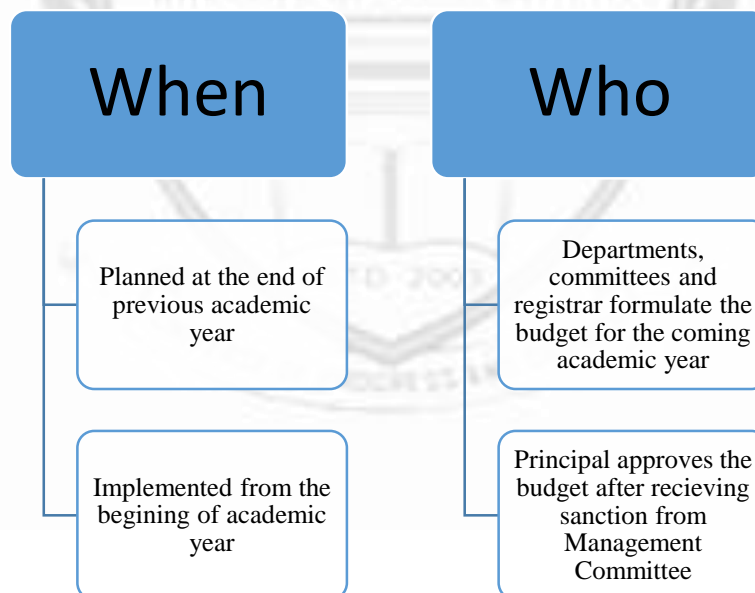 When
Planned at the end of
previous academic
year
Implemented from the
begining of academic
year
Who
Departments,
committees and
registrar formulate the
budget for the coming
academic year
Principal approves the
budget after recieving
sanction from
Management
Committee
2003